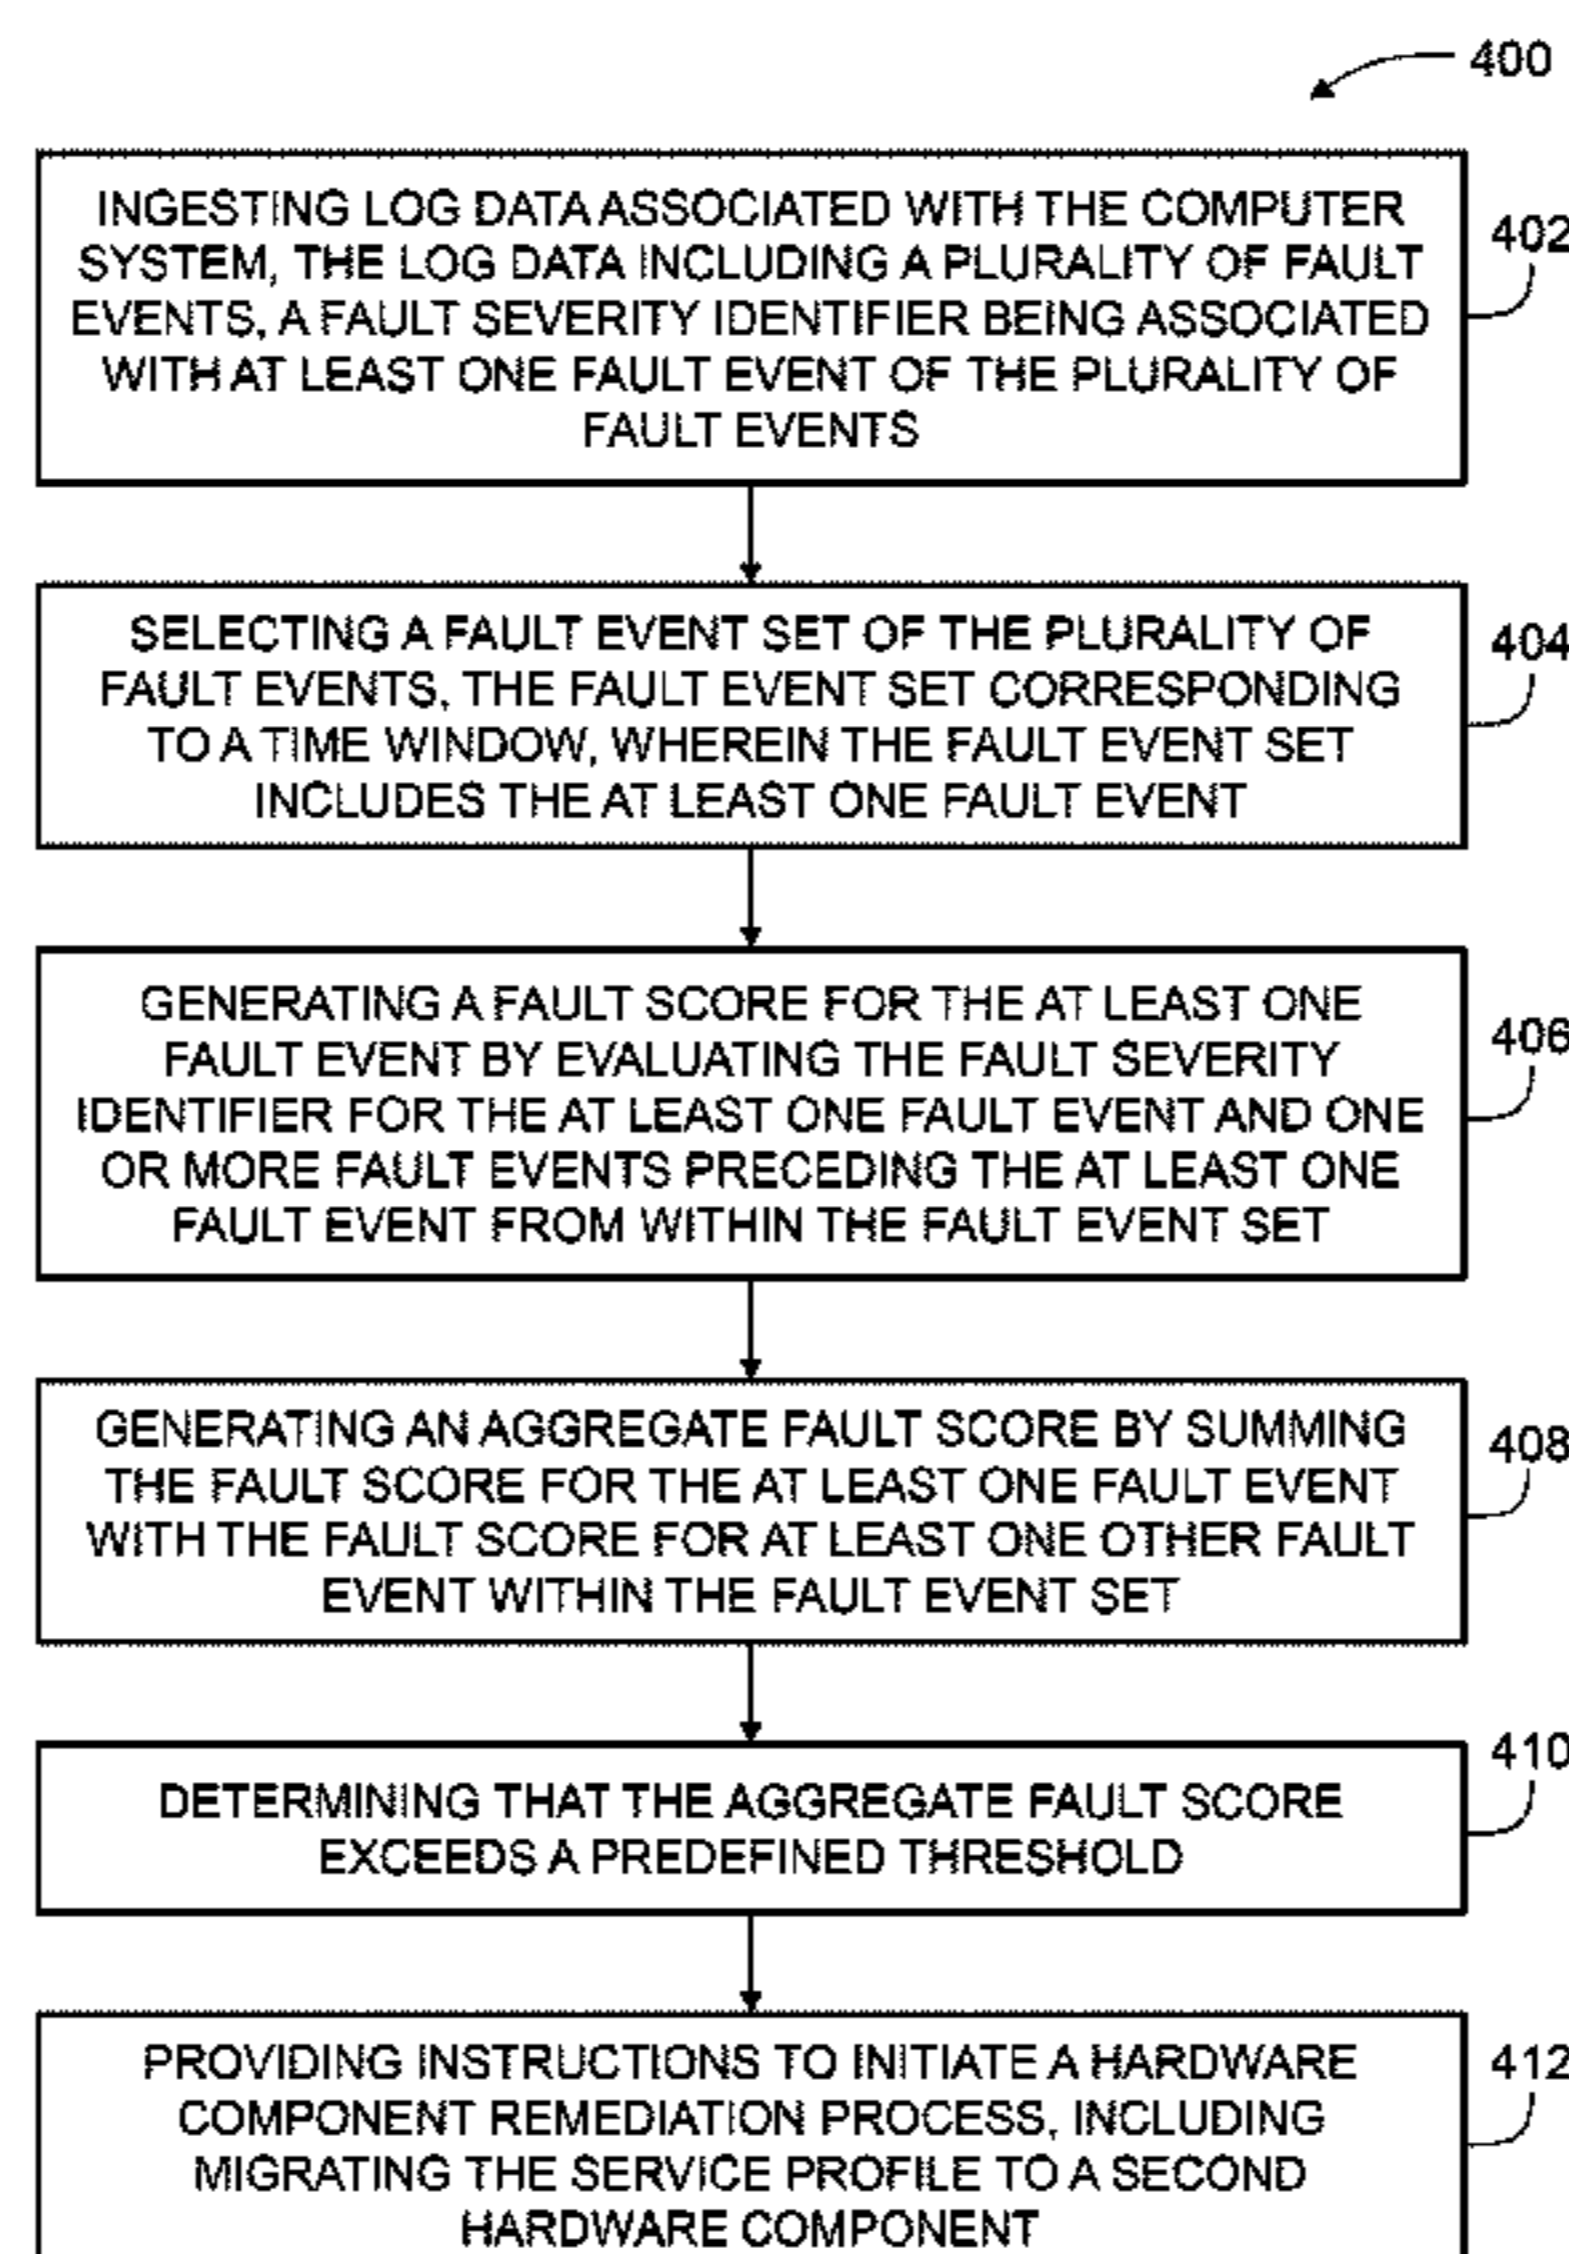 400
INGESTING LOG DATA ASSOCIATED WITH THE COMPUTER
SYSTEM, THE LOG DATA INCLUDING A PLURALITY OF FAULT
EVENTS, A FAULT SEVERITY IDENTIFIER BEING ASSOCIATED
WITH AT LEAST ONE FAULT EVENT OF THE PLURALITY OF
FAULT EVENTS
402
SELECTING A FAULT EVENT SET OF THE PLURALITY OF
FAULT EVENTS, THE FAULT EVENT SET CORRESPONDING
TO A TIME WINDOW, WHEREIN THE FAULT EVENT SET
INCLUDES THE AT LEAST ONE FAULT EVENT
404
GENERATING A FAULT SCORE FOR THE AT LEAST ONE
FAULT EVENT BY EVALUATING THE FAULT SEVERITY
IDENTIFIER FOR THE AT LEAST ONE FAULT EVENT AND ONE
OR MORE FAULT EVENTS PRECEDING THE AT LEAST ONE
FAULT EVENT FROM WITHIN THE FAULT EVENT SET
406
GENERATING AN AGGREGATE FAULT SCORE BY SUMMING
THE FAULT SCORE FOR THE AT LEAST ONE FAULT EVENT
WITH THE FAULT SCORE FOR AT LEAST ONE OTHER FAULT
EVENT WITHIN THE FAULT EVENT SET
408
DETERMINING THAT THE AGGREGATE FAULT SCORE
EXCEEDS A PREDEFINED THRESHOLD
410
PROVIDING INSTRUCTIONS TO INITIATE A HARDWARE
COMPONENT REMEDIATION PROCESS, INCLUDING
MIGRATING THE SERVICE PROFILE TO A SECOND
HARDWARE COMPONENT
412